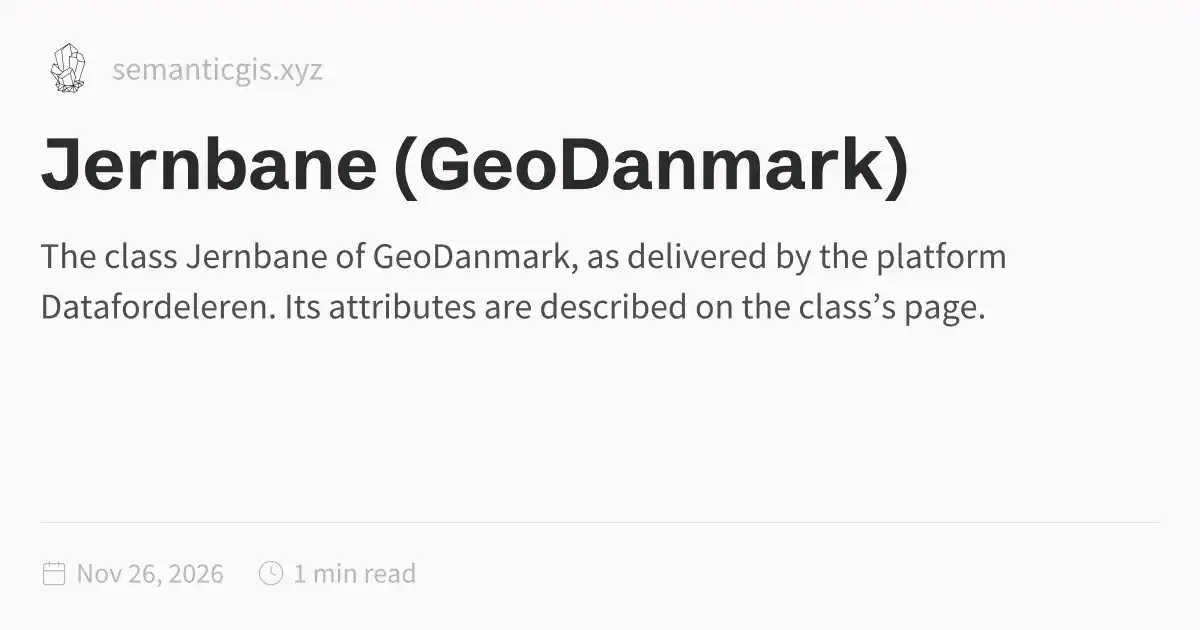 semanticgis.xyz
Jernbane (GeoDanmark)
The class Jernbane of GeoDanmark, as delivered by the platform
Datafordeleren. Its attributes are described on the class’s page.
Nov 26, 2026 1 min read